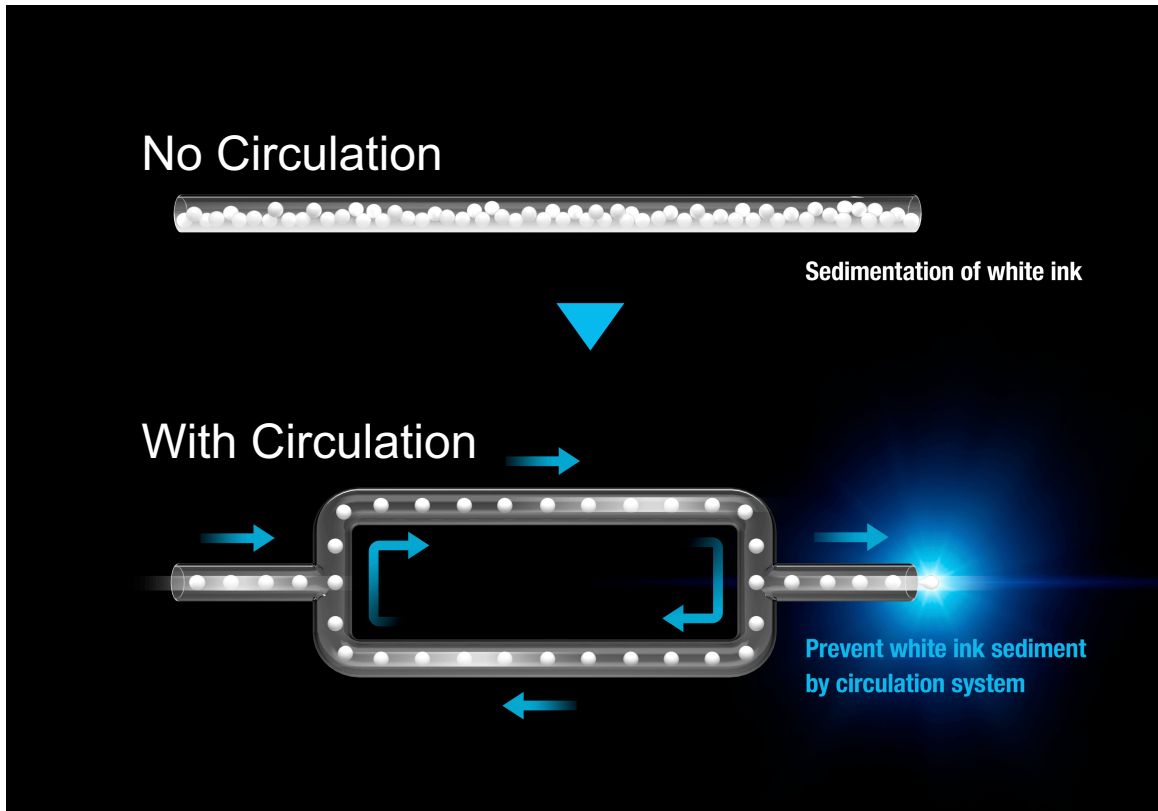 No Circulation
Sedimentation of white ink
With Circulation
Prevent white ink sediment
by circulation system